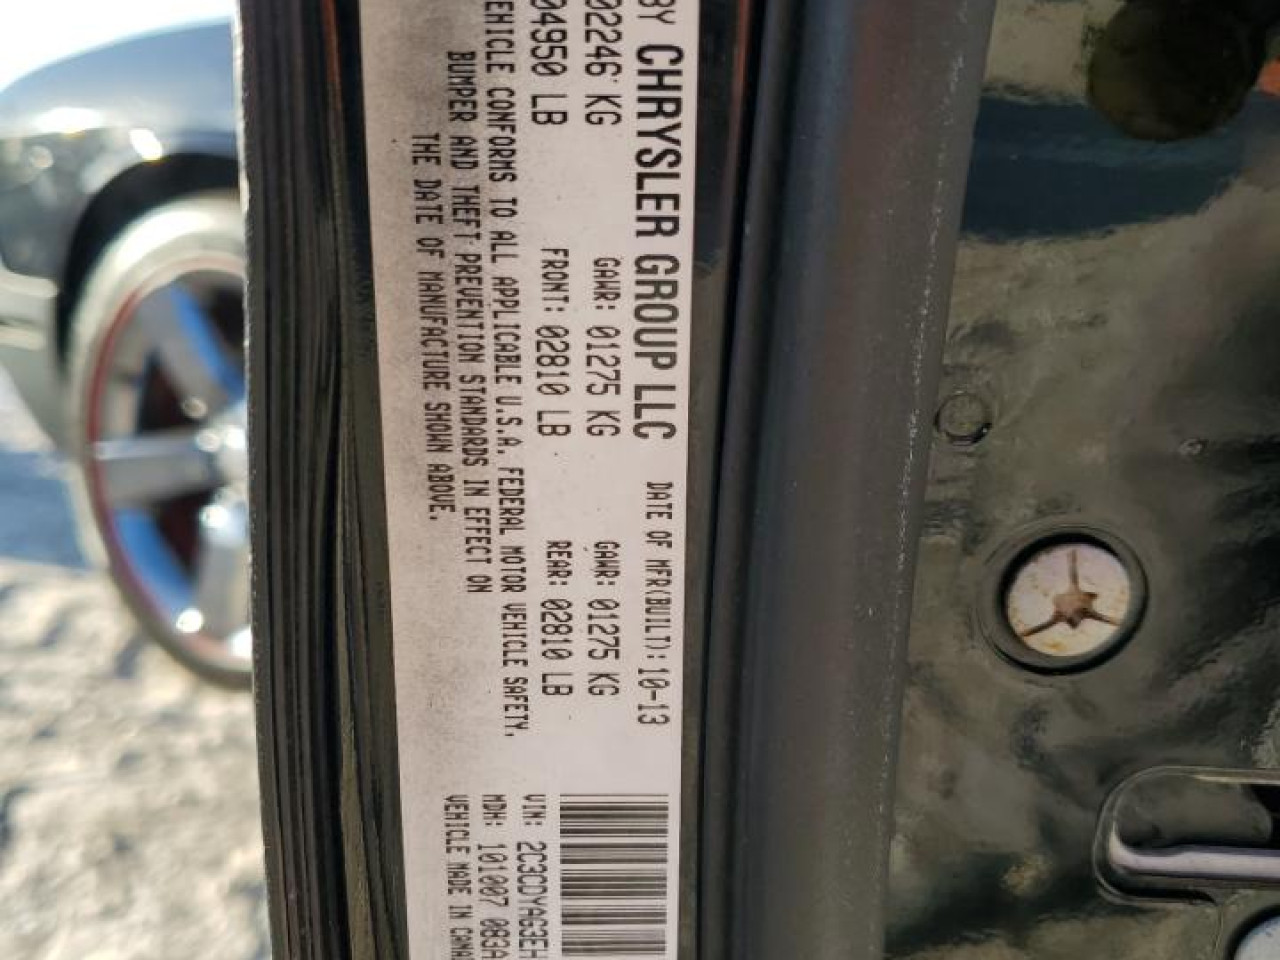 BY CHRYSLER GROUP LLC DATE OF MFR(BUILT): 10-13
02246 KG GAWR: 01275 KG GAWR: 01275 KG
04950 LB FRONT: 02810 LB REAR: 02810 LB
EHICLE CONFORMS TO ALL APPLICABLE U.S.A. FEDERAL MOTOR VEHICLE SAFETY,
BUMPER AND THEFT PREVENTION STANDARDS IN EFFECT ON
THE DATE OF MANUFACTURE SHOWN ABOVE.
VIN: 2C3CDYAG3EH
MDH: 101007 083A
VEHICLE MADE IN CANA